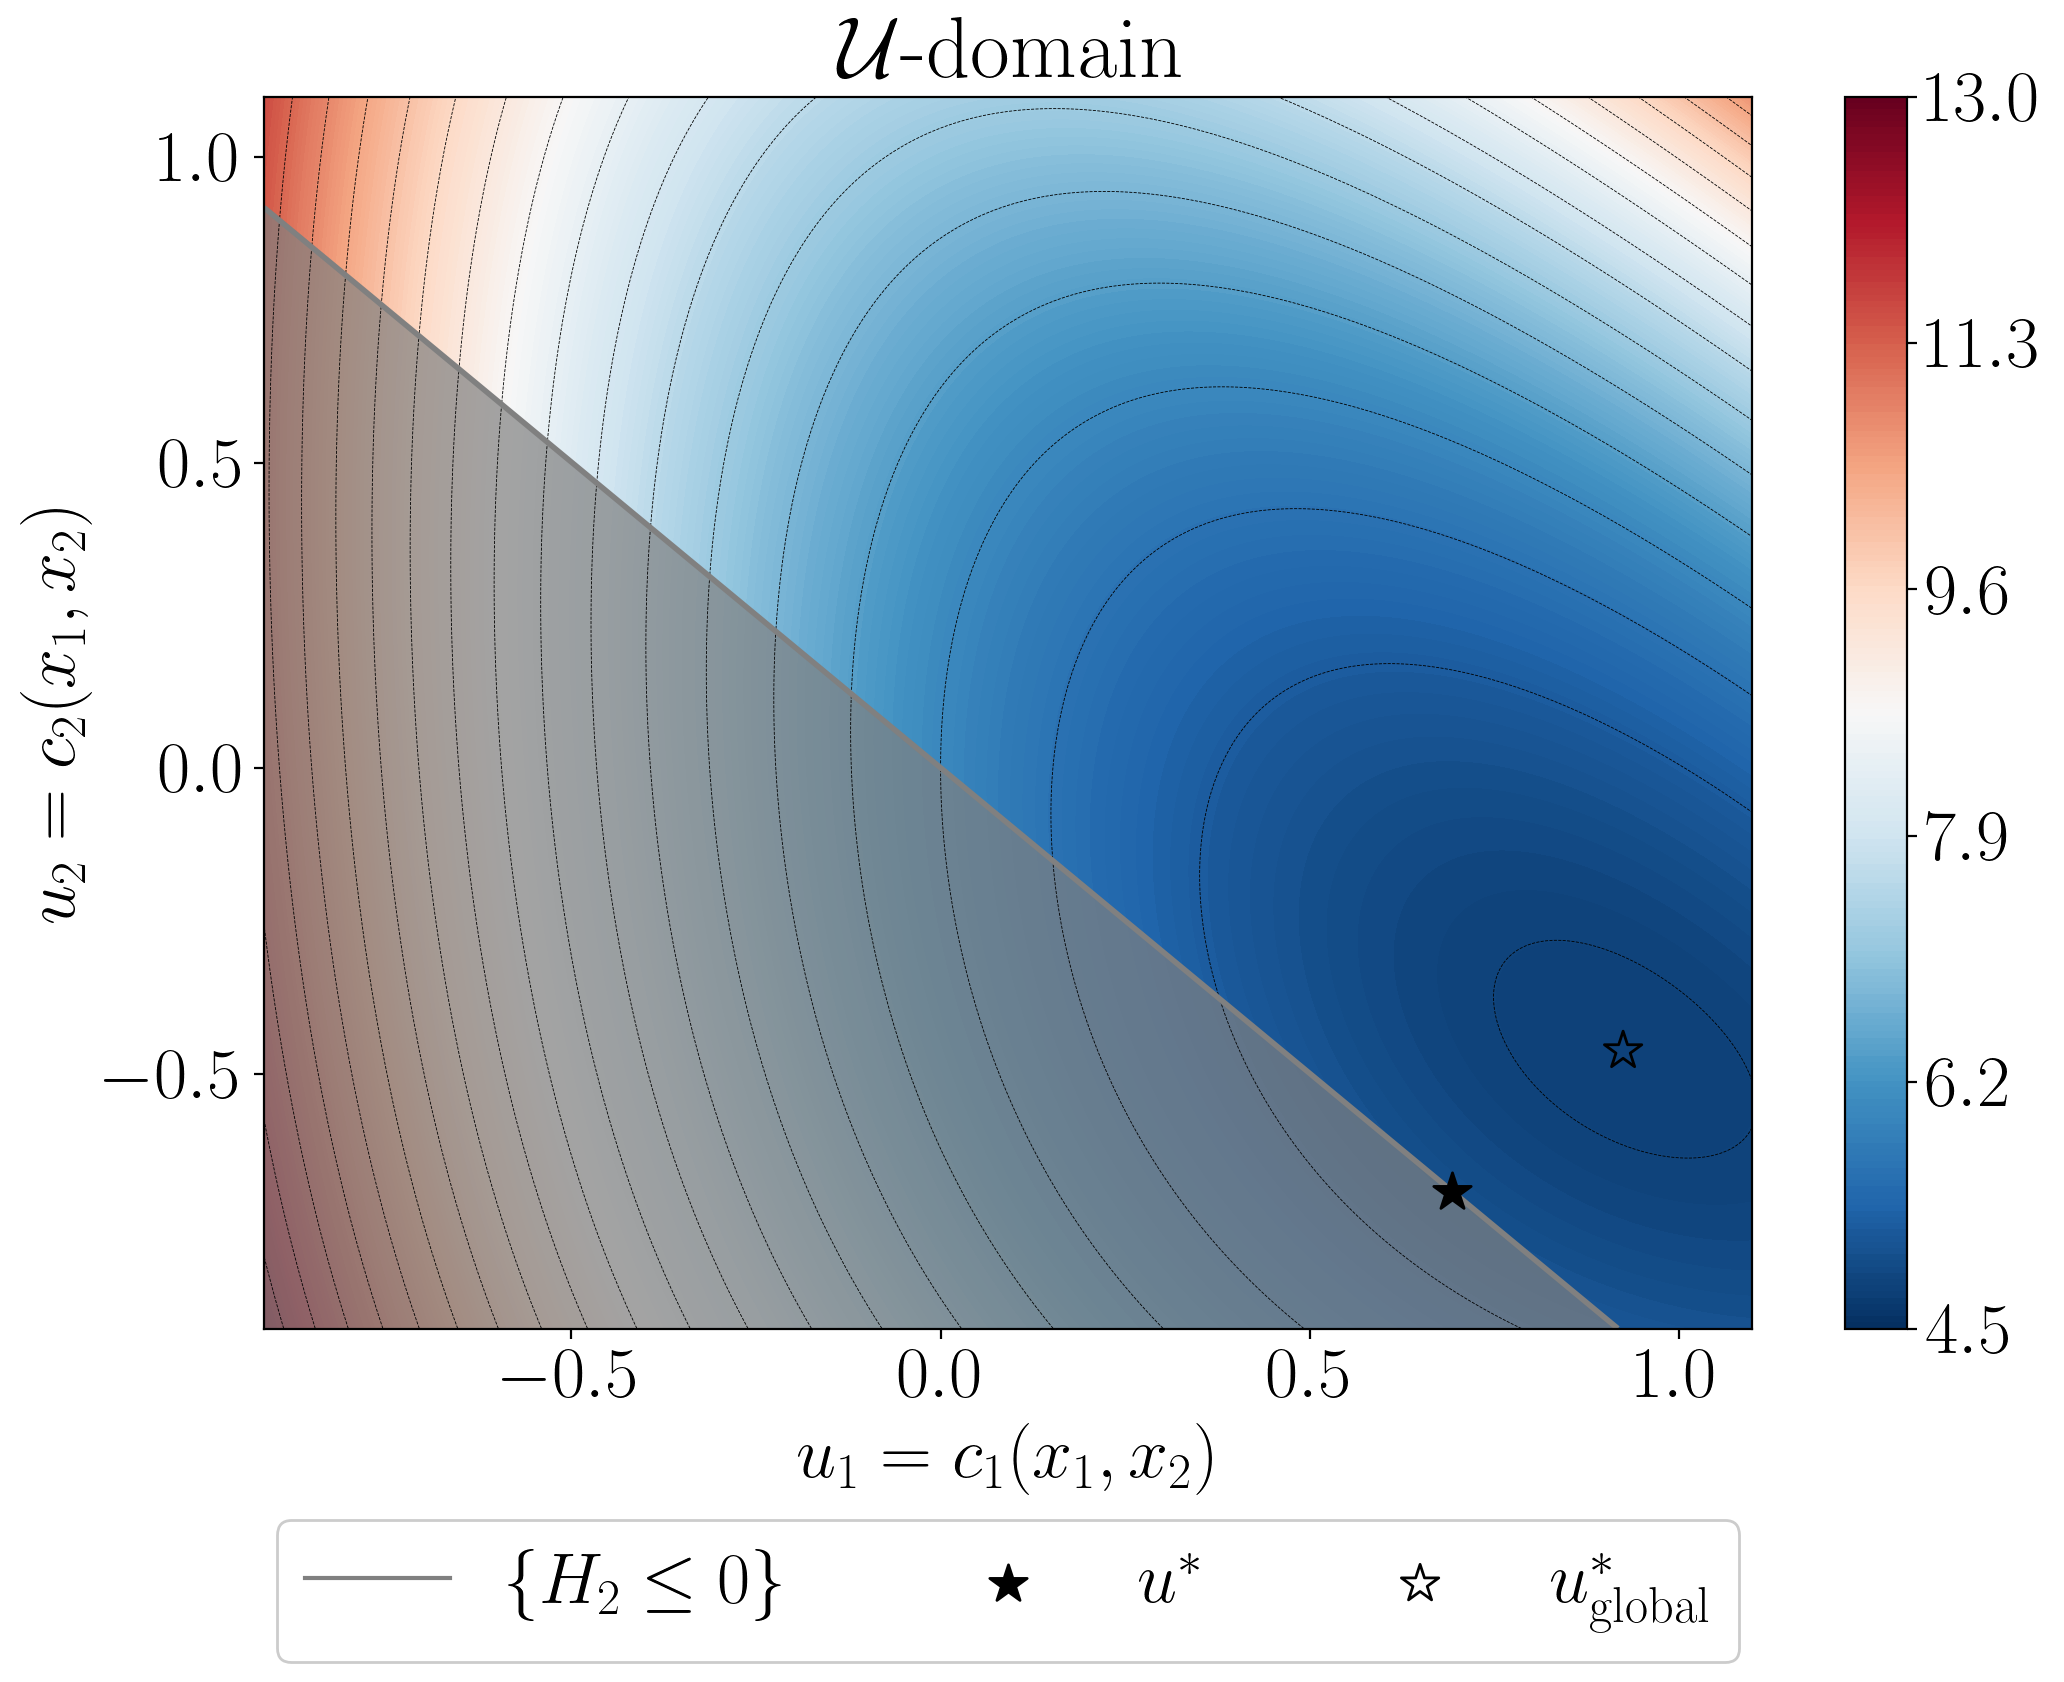 𝒰-domain
u₂ = c₂(x₁, x₂)
1.0
0.5
0.0
−0.5
−0.5
0.0
0.5
1.0
u₁ = c₁(x₁, x₂)
13.0
11.3
9.6
7.9
6.2
4.5
{H₂ ≤ 0}
u*
u*_global